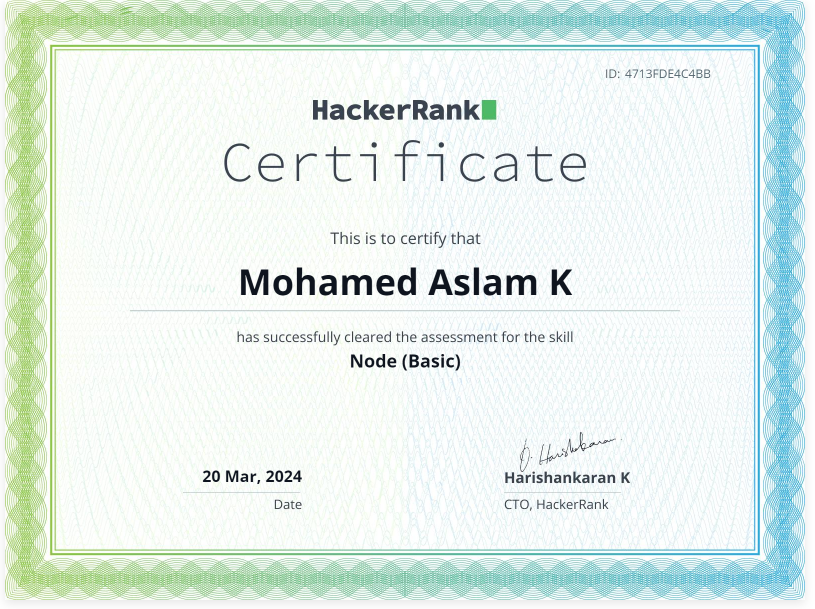 ID: 4713FDE4C4BB
HackerRank
Certificate
This is to certify that
Mohamed Aslam K
has successfully cleared the assessment for the skill
Node (Basic)
O. Harishankaran.
20 Mar, 2024
Harishankaran K
Date
CTO, HackerRank